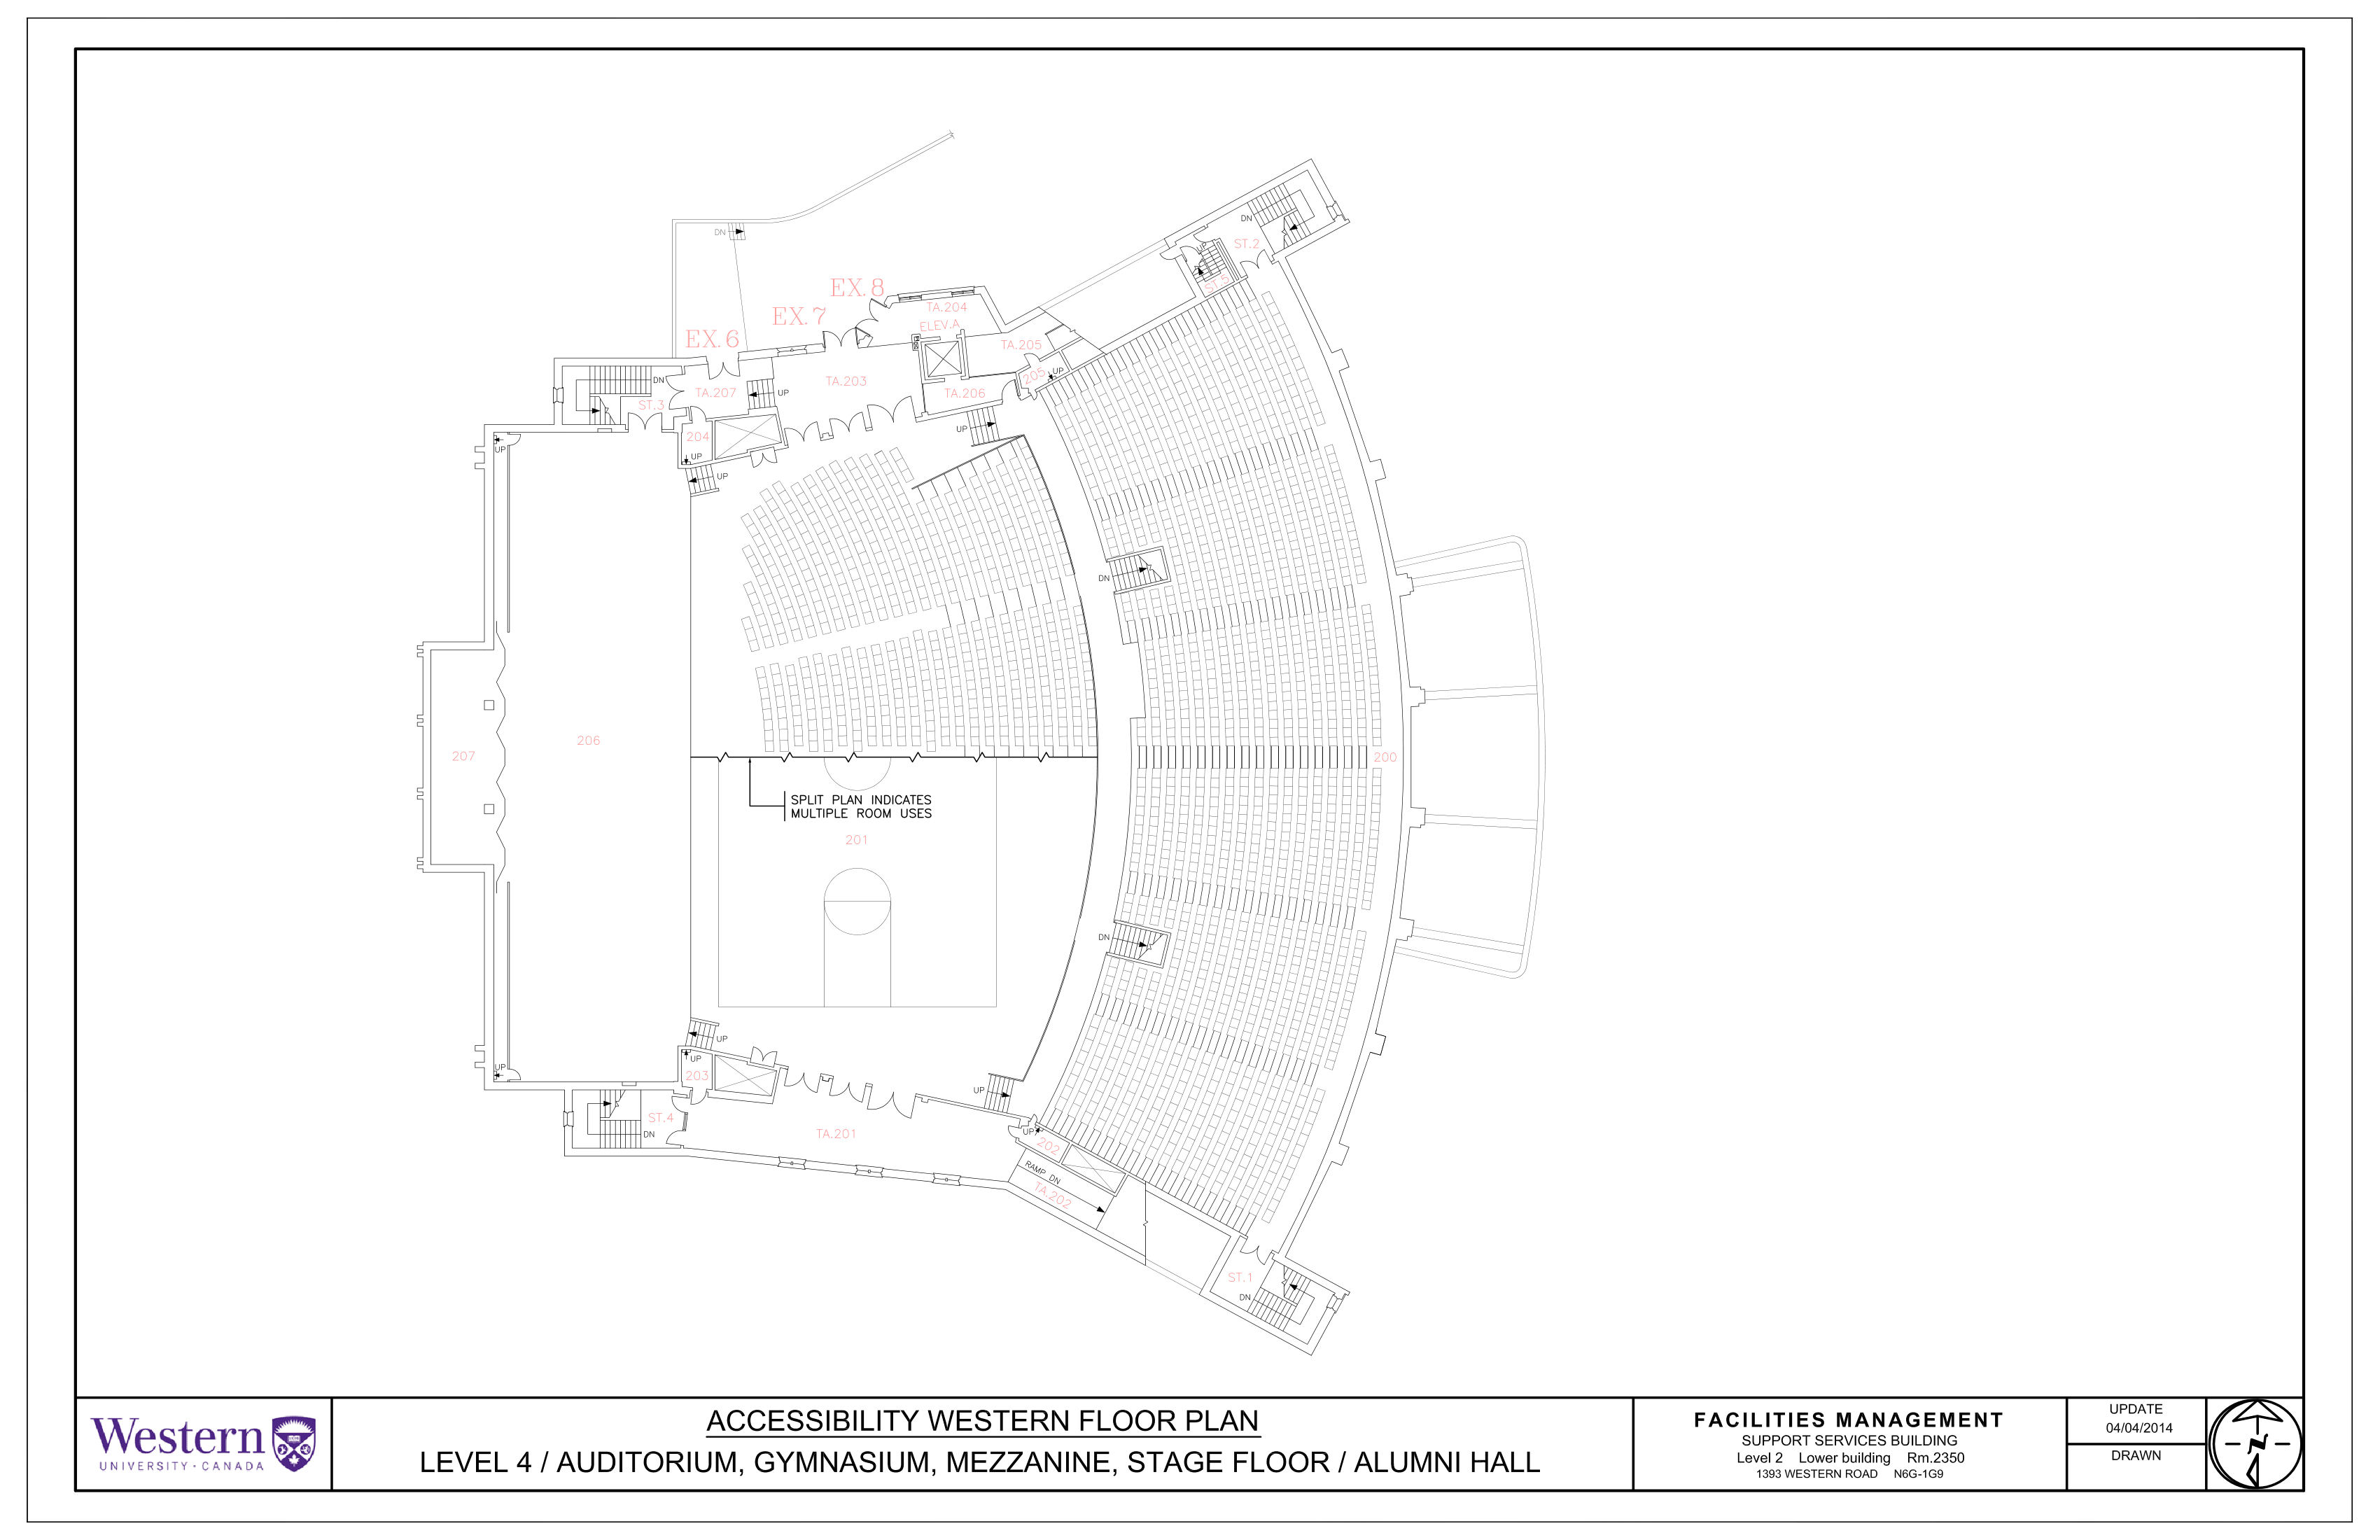 DN
DN
UP
ST.2
ST.5
EX.8
EX.7
EX.6
TA.204
ELEV.A
TA.205
205
UP
DN
TA.207
UP
TA.203
TA.206
ST.3
UP
UP
204
UP
UP
DN
206
207
200
SPLIT PLAN INDICATES
MULTIPLE ROOM USES
201
DN
UP
UP
UP
203
UP
ST.4
DN
TA.201
UP
202
RAMP DN
TA.202
ST.1
DN
Western
UNIVERSITY · CANADA
ACCESSIBILITY WESTERN FLOOR PLAN
LEVEL 4 / AUDITORIUM, GYMNASIUM, MEZZANINE, STAGE FLOOR / ALUMNI HALL
FACILITIES MANAGEMENT
SUPPORT SERVICES BUILDING
Level 2 Lower building Rm.2350
1393 WESTERN ROAD N6G-1G9
UPDATE
04/04/2014
DRAWN
N